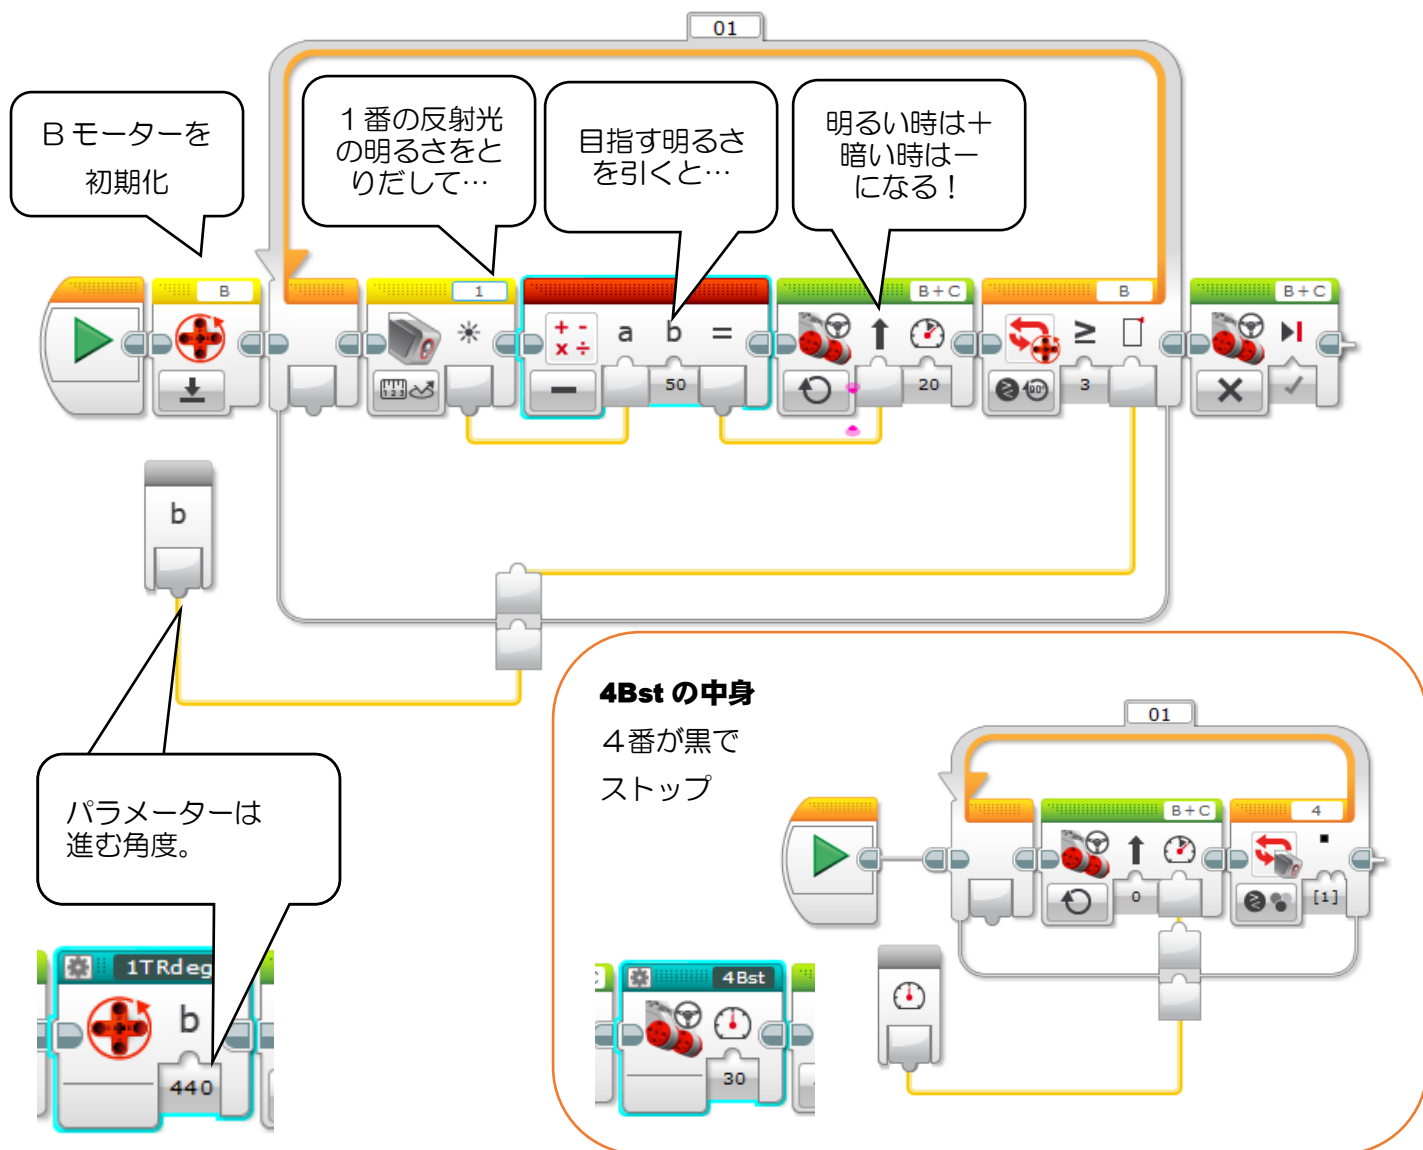 01
Bモーターを
初期化
１番の反射光
の明るさをと
りだして…
目指す明るさ
を引くと…
明るい時は＋
暗い時は－
になる！
B
1
B+C
B
B+C
+ -
x ÷
a b =
1 2 3
50
20
90°
3
b
4Bst の中身
４番が黒で
ストップ
01
B+C
4
0
[1]
パラメーターは
進む角度。
1TRdeg
b
440
4Bst
30